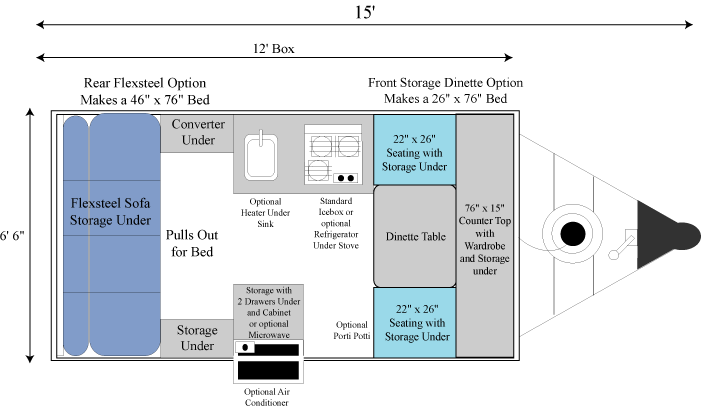 15'
12' Box
Rear Flexsteel Option
Makes a 46" x 76" Bed
Front Storage Dinette Option
Makes a 26" x 76" Bed
6' 6"
Flexsteel Sofa
Storage Under
Converter
Under
Pulls Out
for Bed
Storage
Under
Optional
Heater Under
Sink
Standard
Icebox or
optional
Refrigerator
Under Stove
22" x 26"
Seating with
Storage Under
Dinette Table
76" x 15"
Counter Top
with
Wardrobe
and Storage
under
Storage with
2 Drawers Under
and Cabinet
or optional
Microwave
Optional
Porti Potti
22" x 26"
Seating with
Storage Under
Optional Air
Conditioner